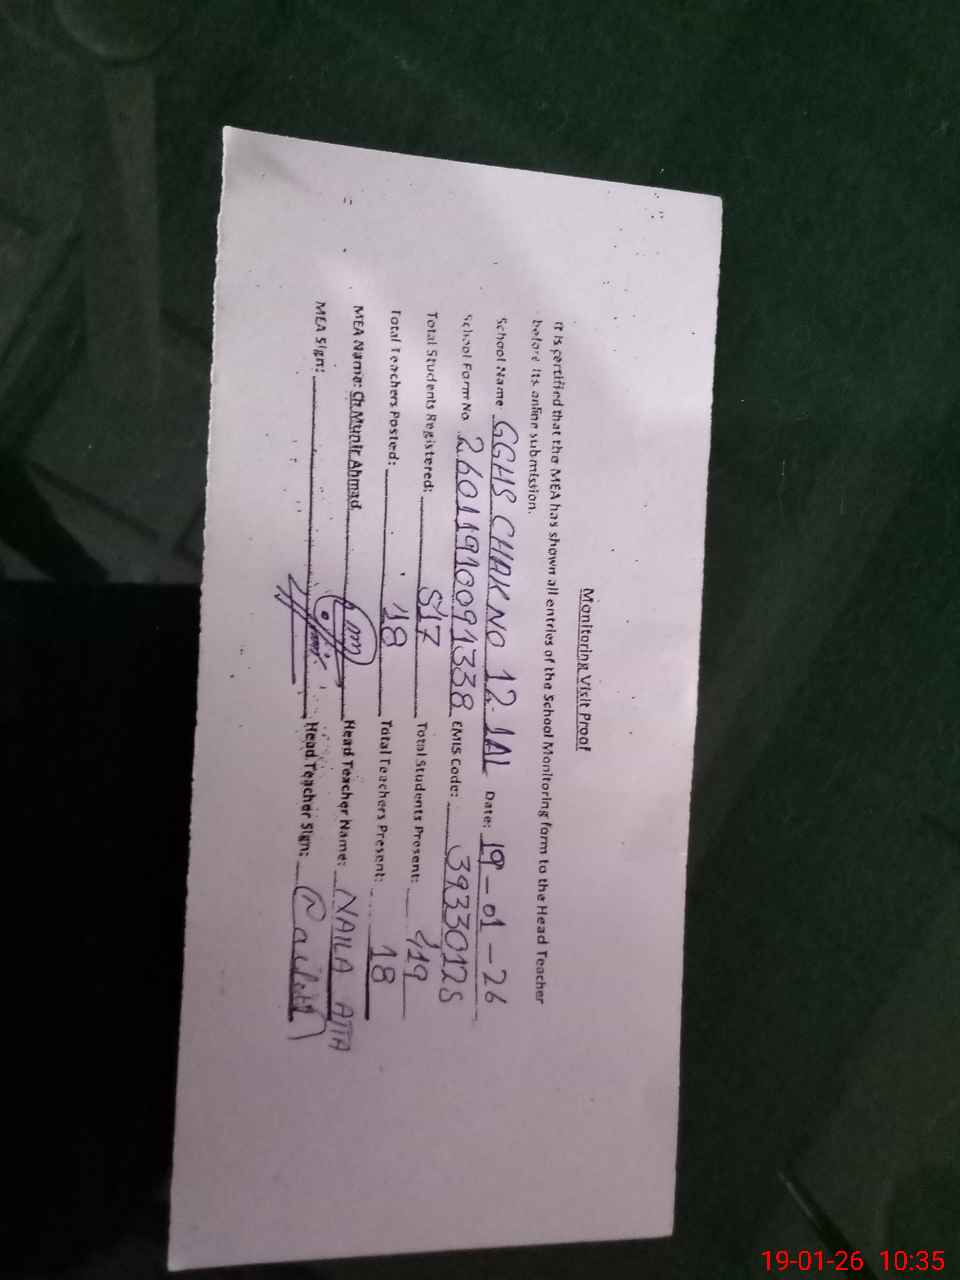 Monitoring Visit Proof
It is certified that the MEA has shown all entries of the School Monitoring form to the Head Teacher
before its online submission.
School Name GGHS CHAK NO 12.1AL Date: 19-01-26
School Form No 26011910091338 EMIS Code: 39330128
Total Students Registered: 517 Total Students Present: 419
Total Teachers Posted: 18 Total Teachers Present: 18
MEA Name: Ch Munir Ahmad Head Teacher Name: NAILA ATTA
MEA Sign: Head Teacher Sign:
19-01-26 10:35